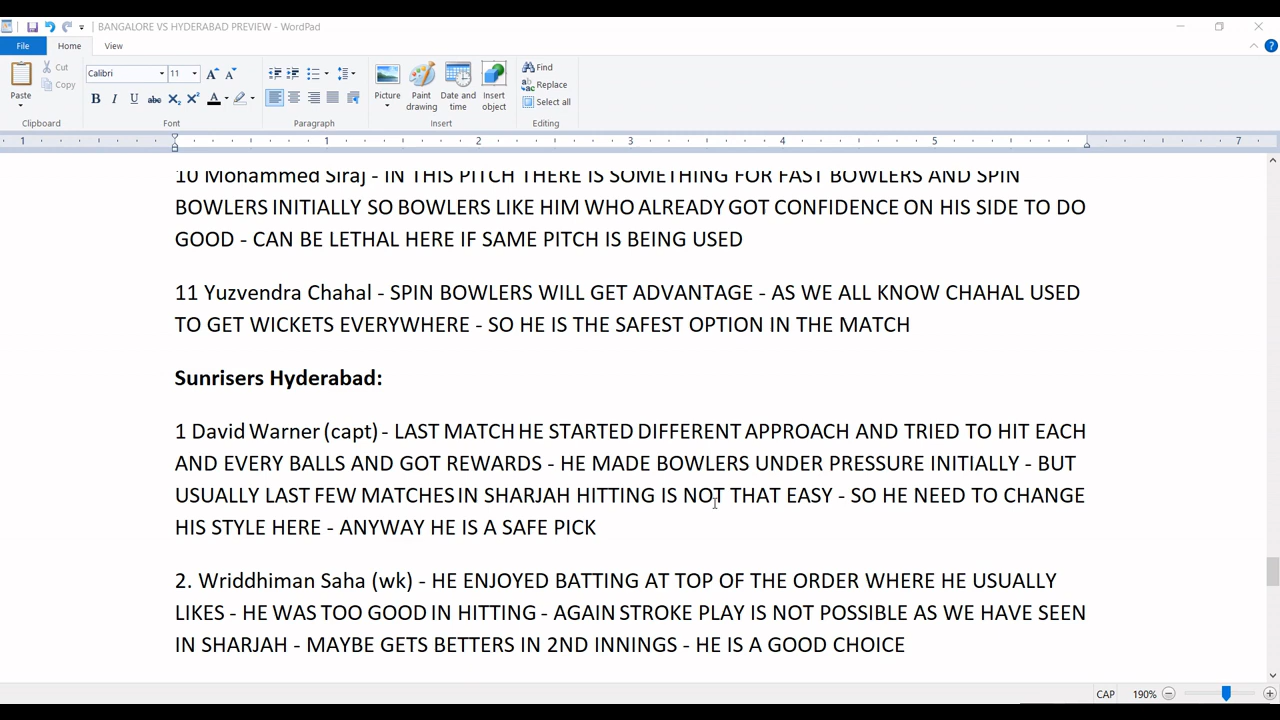 BANGALORE VS HYDERABAD PREVIEW - WordPad
File Home View
Cut
Copy
Paste
Clipboard
Calibri 11
B I U abc X₂ X² A
Font
Paragraph
Picture
Paint drawing
Date and time
Insert object
Insert
Find
Replace
Select all
Editing
1 1 2 3 4 5 7
10 Mohammed Siraj - IN THIS PITCH THERE IS SOMETHING FOR FAST BOWLERS AND SPIN
BOWLERS INITIALLY SO BOWLERS LIKE HIM WHO ALREADY GOT CONFIDENCE ON HIS SIDE TO DO
GOOD - CAN BE LETHAL HERE IF SAME PITCH IS BEING USED
11 Yuzvendra Chahal - SPIN BOWLERS WILL GET ADVANTAGE - AS WE ALL KNOW CHAHAL USED
TO GET WICKETS EVERYWHERE - SO HE IS THE SAFEST OPTION IN THE MATCH
Sunrisers Hyderabad:
1 David Warner (capt) - LAST MATCH HE STARTED DIFFERENT APPROACH AND TRIED TO HIT EACH
AND EVERY BALLS AND GOT REWARDS - HE MADE BOWLERS UNDER PRESSURE INITIALLY - BUT
USUALLY LAST FEW MATCHES IN SHARJAH HITTING IS NOT THAT EASY - SO HE NEED TO CHANGE
HIS STYLE HERE - ANYWAY HE IS A SAFE PICK
2. Wriddhiman Saha (wk) - HE ENJOYED BATTING AT TOP OF THE ORDER WHERE HE USUALLY
LIKES - HE WAS TOO GOOD IN HITTING - AGAIN STROKE PLAY IS NOT POSSIBLE AS WE HAVE SEEN
IN SHARJAH - MAYBE GETS BETTERS IN 2ND INNINGS - HE IS A GOOD CHOICE
CAP 190%